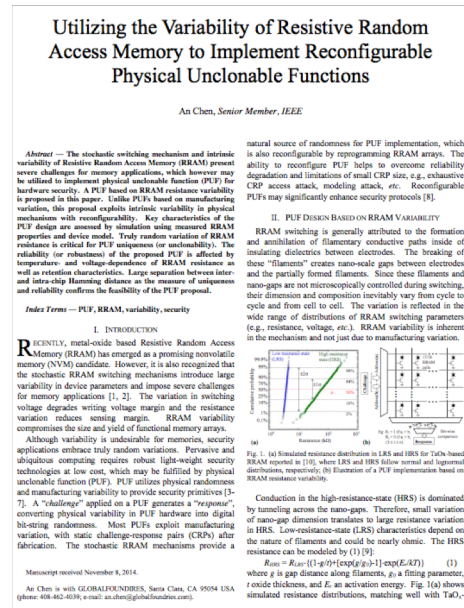 Utilizing the Variability of Resistive Random
Access Memory to Implement Reconfigurable
Physical Unclonable Functions
An Chen, Senior Member, IEEE
Abstract — The stochastic switching mechanism and intrinsic
variability of Resistive Random Access Memory (RRAM) present
severe challenges for memory applications, which however may
be utilized to implement physical unclonable function (PUF) for
hardware security. A PUF based on RRAM resistance variability
is proposed in this paper. Unlike PUFs based on manufacturing
variation, this proposal exploits intrinsic variability in physical
mechanisms with reconfigurability. Key characteristics of the
PUF design are assessed by simulation using measured RRAM
properties and device model. Truly random variation of RRAM
resistance is critical for PUF uniqueness (or unclonability). The
reliability (or robustness) of the proposed PUF is affected by
temperature- and voltage-dependence of RRAM resistance as
well as retention characteristics. Large separation between inter-
and intra-chip Hamming distance as the measure of uniqueness
and reliability confirms the feasibility of the PUF proposal.
Index Terms — PUF, RRAM, variability, security
I. INTRODUCTION
RECENTLY, metal-oxide based Resistive Random Access
Memory (RRAM) has emerged as a promising nonvolatile
memory (NVM) candidate. However, it is also recognized that
the stochastic RRAM switching mechanisms introduce large
variability in device parameters and impose severe challenges
for memory applications [1, 2]. The variation in switching
voltage degrades writing voltage margin and the resistance
variation reduces sensing margin. RRAM variability
compromises the size and yield of functional memory arrays.
Although variability is undesirable for memories, security
applications embrace truly random variations. Pervasive and
ubiquitous computing requires robust light-weight security
technologies at low cost, which may be fulfilled by physical
unclonable function (PUF). PUF utilizes physical randomness
and manufacturing variability to provide security primitives [3-
7]. A "challenge" applied on a PUF generates a "response",
converting physical variability in PUF hardware into digital
bit-string randomness. Most PUFs exploit manufacturing
variation, with static challenge-response pairs (CRPs) after
fabrication. The stochastic RRAM mechanisms provide a
Manuscript received November 8, 2014.
An Chen is with GLOBALFOUNDRIES, Santa Clara, CA 95054 USA
(phone: 408-462-4039; e-mail: an.chen@globalfoundries.com).
natural source of randomness for PUF implementation, which
is also reconfigurable by reprogramming RRAM arrays. The
ability to reconfigure PUF helps to overcome reliability
degradation and limitations of small CRP size, e.g., exhaustive
CRP access attack, modeling attack, etc. Reconfigurable
PUFs may significantly enhance security protocols [8].
II. PUF DESIGN BASED ON RRAM VARIABILITY
RRAM switching is generally attributed to the formation
and annihilation of filamentary conductive paths inside of
insulating dielectrics between electrodes. The breaking of
these "filaments" creates nano-scale gaps between electrodes
and the partially formed filaments. Since these filaments and
nano-gaps are not microscopically controlled during switching,
their dimension and composition inevitably vary from cycle to
cycle and from cell to cell. The variation is reflected in the
wide range of distributions of RRAM switching parameters
(e.g., resistance, voltage, etc.). RRAM variability is inherent
in the mechanism and not just due to manufacturing variation.
Resistance (kΩ)
(a)
(b)
Fig. 1. (a) Simulated resistance distribution in LRS and HRS for TaOx-based
RRAM reported in [10], where LRS and HRS follow normal and lognormal
distributions, respectively; (b) Illustration of a PUF implementation based on
RRAM resistance variability.
Conduction in the high-resistance-state (HRS) is dominated
by tunneling across the nano-gaps. Therefore, small variation
of nano-gap dimension translates to large resistance variation
in HRS. Low-resistance-state (LRS) characteristics depend on
the nature of filaments and could be nearly ohmic. The HRS
resistance can be modeled by (1) [9]:
RHRS = RLRS·{(1-g/t)+[exp(g/g0)-1]·exp(Ea/kT)} (1)
where g is gap distance along filaments, g0 a fitting parameter,
t oxide thickness, and Ea an activation energy. Fig. 1(a) shows
simulated resistance distributions, matching well with TaOx-